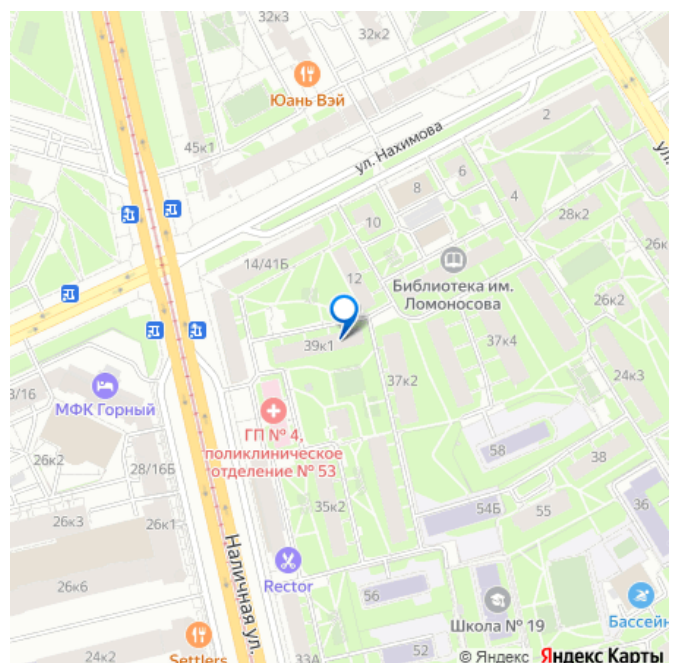 32к3
32к2
Юань Вэй
45к1
ул. Нахимова
2
ул.
8
6
4
10
28к2
26к
14/41Б
12
Библиотека им.
Ломоносова
26к2
39к1
37к4
37к2
24к3
3/16
МФК Горный
ГП № 4,
поликлиническое
отделение № 53
26к2
28/16Б
58
38
35к2
54Б
55
36
26к3
26к1
Наличная ул.
Rector
26к6
56
Школа № 19
Бассейн
52
24к2
Settlers
33А
© Яндекс Яндекс Карты